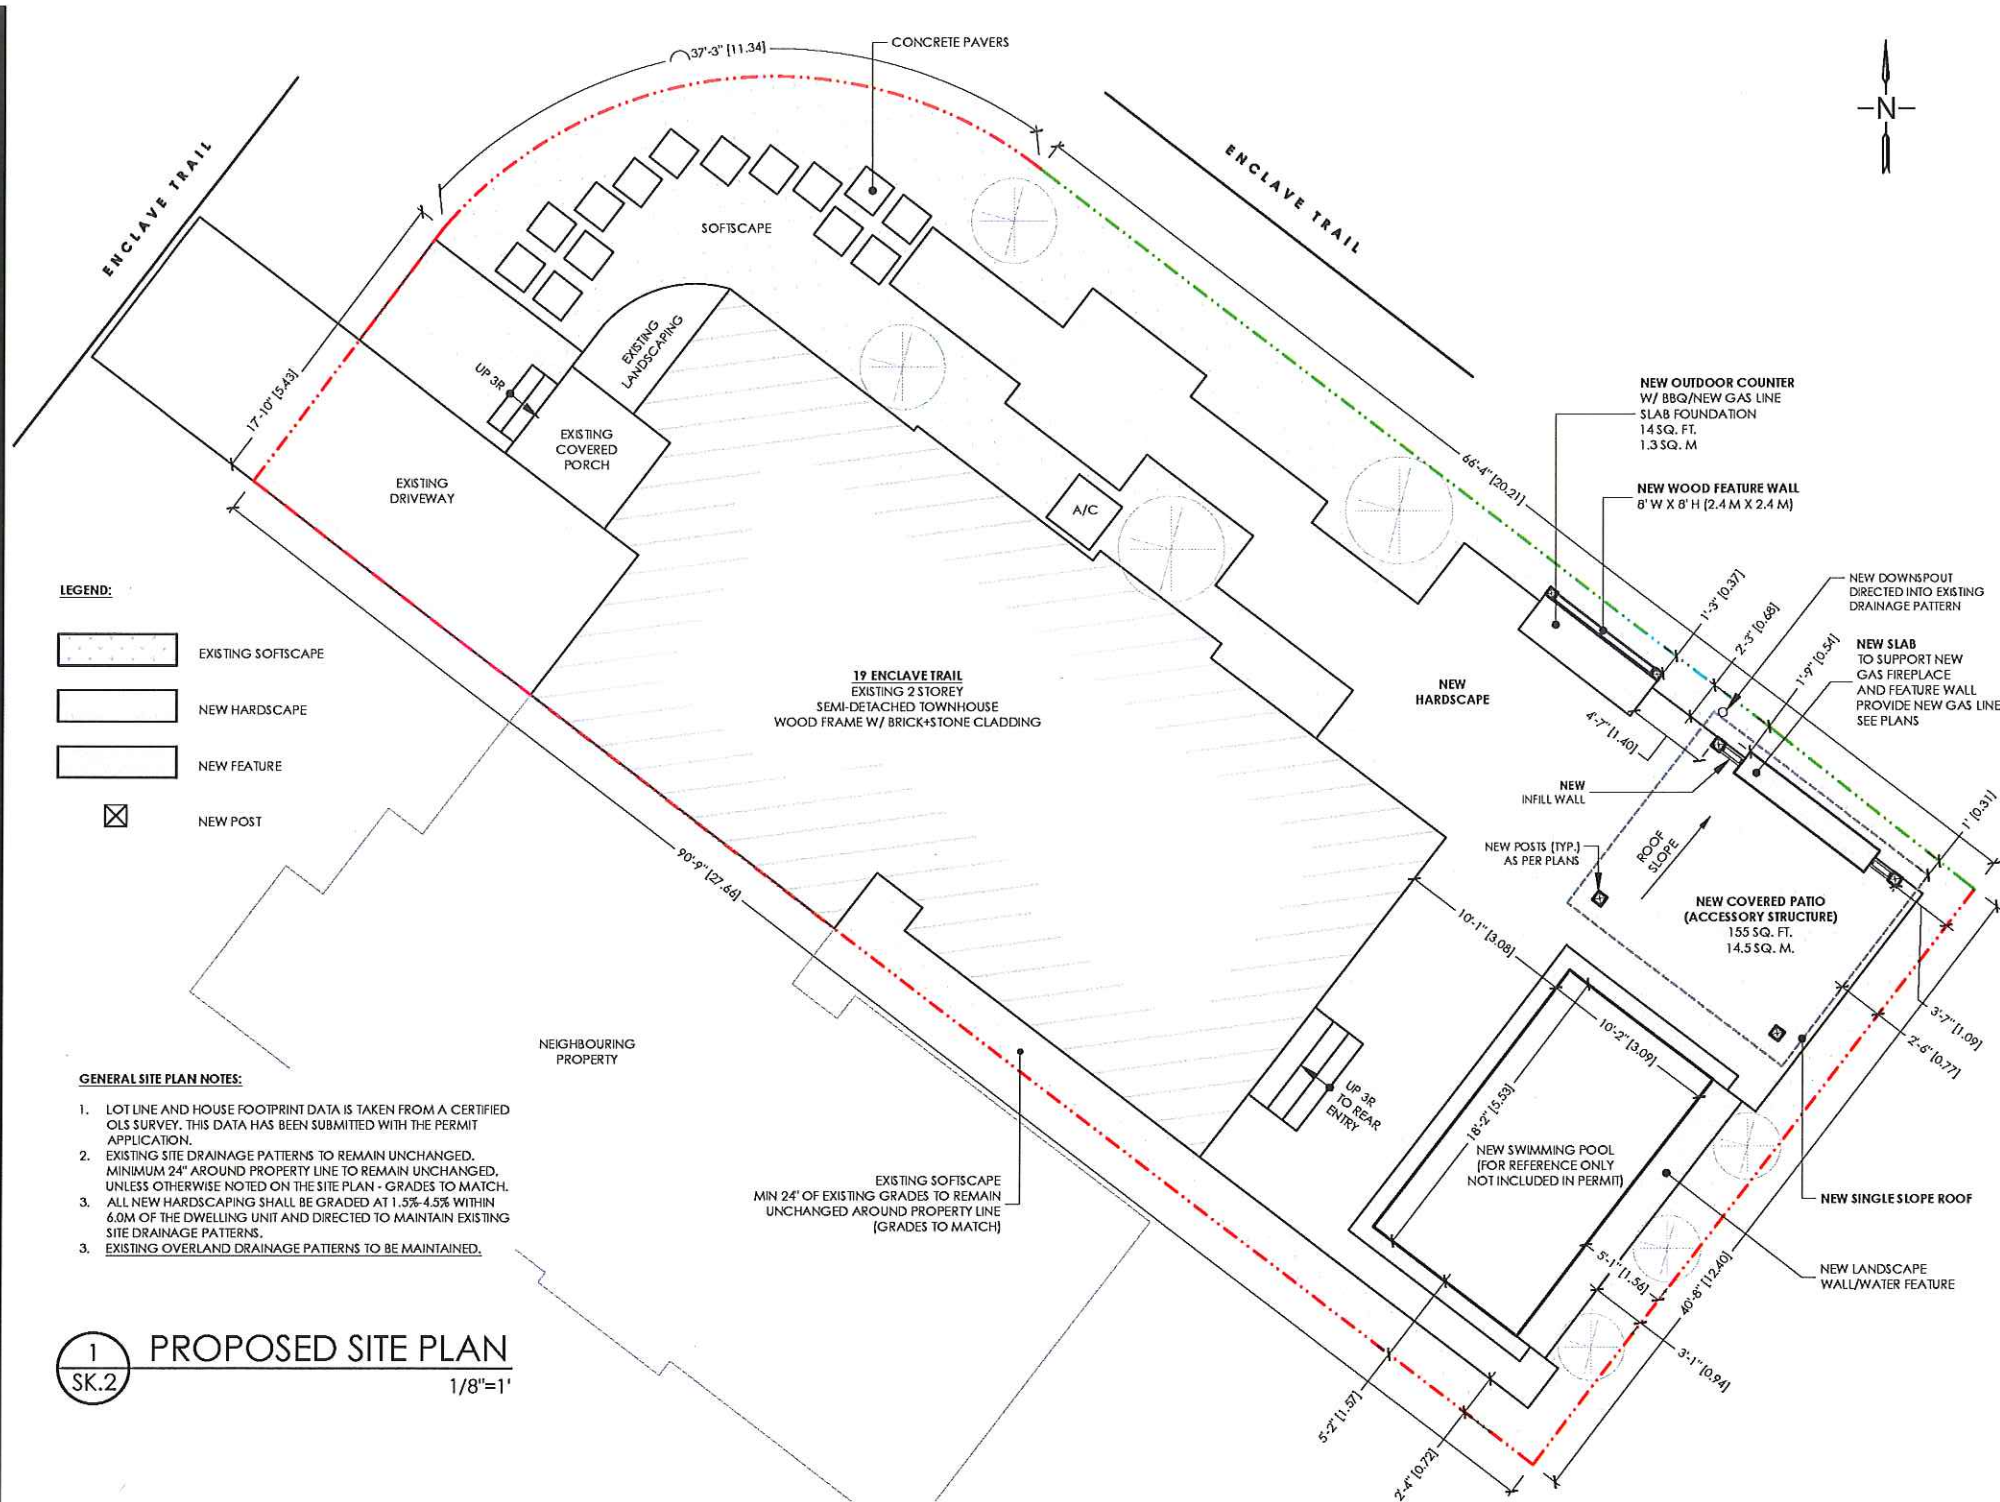 37'-3" [11.34]
CONCRETE PAVERS
N
ENCLAVE TRAIL
ENCLAVE TRAIL
SOFTSCAPE
17'-10" [5.43]
UP 3R
EXISTING
LANDSCAPING
EXISTING
COVERED
PORCH
EXISTING
DRIVEWAY
A/C
66'-4" [20.21]
NEW OUTDOOR COUNTER
W/ BBQ/NEW GAS LINE
SLAB FOUNDATION
14 SQ. FT.
1.3 SQ. M
NEW WOOD FEATURE WALL
8' W X 8' H (2.4 M X 2.4 M)
1'-3" [0.37]
2'-3" [0.68]
1'-9" [0.54]
NEW DOWNSPOUT
DIRECTED INTO EXISTING
DRAINAGE PATTERN
NEW SLAB
TO SUPPORT NEW
GAS FIREPLACE
AND FEATURE WALL
PROVIDE NEW GAS LINE
SEE PLANS
LEGEND:
EXISTING SOFTSCAPE
NEW HARDSCAPE
NEW FEATURE
NEW POST
19 ENCLAVE TRAIL
EXISTING 2 STOREY
SEMI-DETACHED TOWNHOUSE
WOOD FRAME W/ BRICK+STONE CLADDING
NEW
HARDSCAPE
4'-7" [1.40]
NEW
INFILL WALL
1' [0.31]
NEW POSTS (TYP.)
AS PER PLANS
ROOF
SLOPE
NEW COVERED PATIO
(ACCESSORY STRUCTURE)
155 SQ. FT.
14.5 SQ. M.
90'-9" [27.66]
10'-1" [3.08]
10'-2" [3.09]
18'-2" [5.53]
3'-7" [1.09]
2'-6" [0.77]
NEIGHBOURING
PROPERTY
UP 3R
TO REAR
ENTRY
NEW SWIMMING POOL
(FOR REFERENCE ONLY
NOT INCLUDED IN PERMIT)
EXISTING SOFTSCAPE
MIN 24" OF EXISTING GRADES TO REMAIN
UNCHANGED AROUND PROPERTY LINE
(GRADES TO MATCH)
NEW SINGLE SLOPE ROOF
NEW LANDSCAPE
WALL/WATER FEATURE
5'-1" [1.56]
40'-8" [12.40]
3'-1" [0.94]
5'-2" [1.57]
2'-4" [0.72]
GENERAL SITE PLAN NOTES:
1. LOT LINE AND HOUSE FOOTPRINT DATA IS TAKEN FROM A CERTIFIED
OLS SURVEY. THIS DATA HAS BEEN SUBMITTED WITH THE PERMIT
APPLICATION.
2. EXISTING SITE DRAINAGE PATTERNS TO REMAIN UNCHANGED.
MINIMUM 24" AROUND PROPERTY LINE TO REMAIN UNCHANGED,
UNLESS OTHERWISE NOTED ON THE SITE PLAN - GRADES TO MATCH.
3. ALL NEW HARDSCAPING SHALL BE GRADED AT 1.5%-4.5% WITHIN
6.0M OF THE DWELLING UNIT AND DIRECTED TO MAINTAIN EXISTING
SITE DRAINAGE PATTERNS.
3. EXISTING OVERLAND DRAINAGE PATTERNS TO BE MAINTAINED.
1
SK.2
PROPOSED SITE PLAN
1/8"=1'